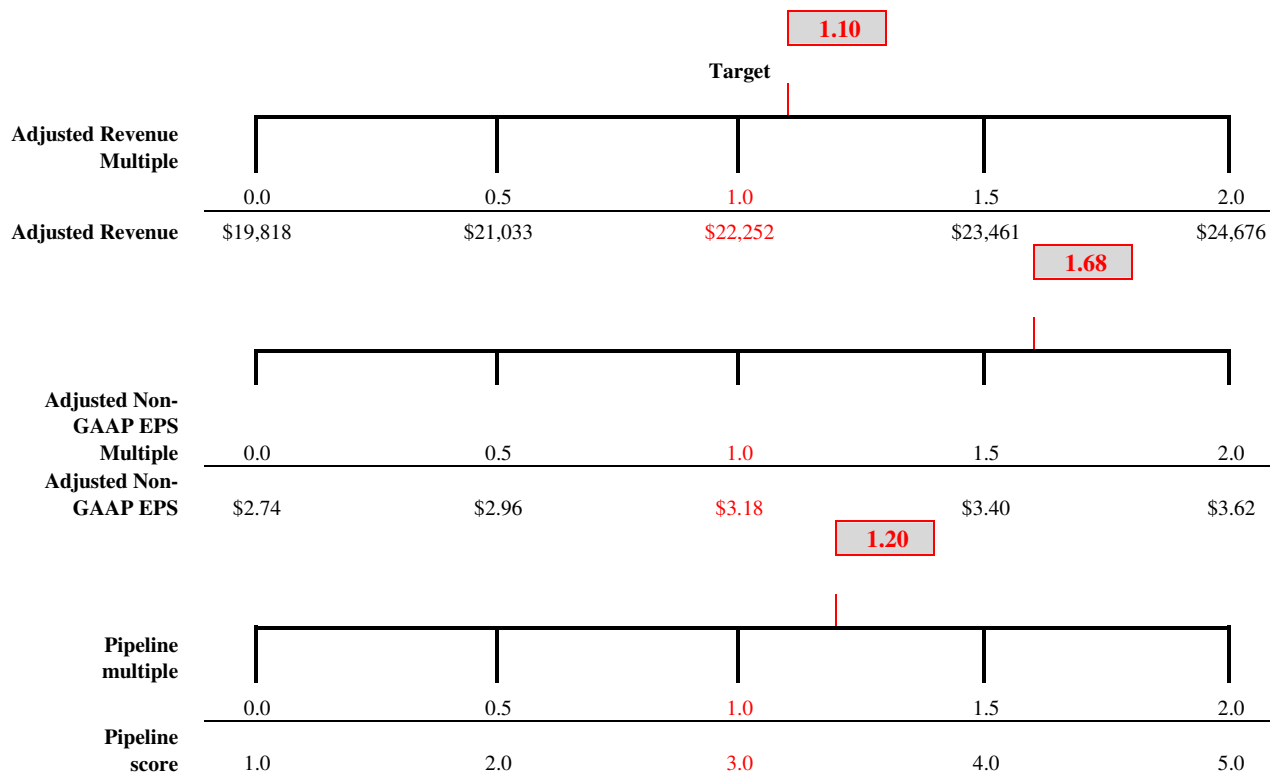 1.10
Target
Adjusted Revenue
Multiple
0.0 0.5 1.0 1.5 2.0
Adjusted Revenue $19,818 $21,033 $22,252 $23,461 $24,676
1.68
Adjusted Non-
GAAP EPS
Multiple 0.0 0.5 1.0 1.5 2.0
Adjusted Non-
GAAP EPS $2.74 $2.96 $3.18 $3.40 $3.62
1.20
Pipeline
multiple
0.0 0.5 1.0 1.5 2.0
Pipeline
score 1.0 2.0 3.0 4.0 5.0